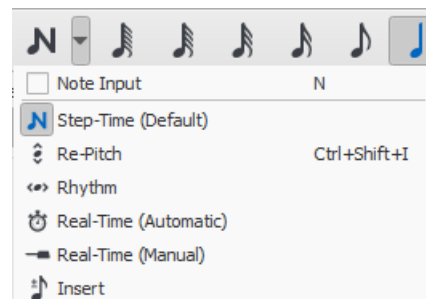 Note Input N
Step-Time (Default)
Re-Pitch Ctrl+Shift+I
Rhythm
Real-Time (Automatic)
Real-Time (Manual)
Insert